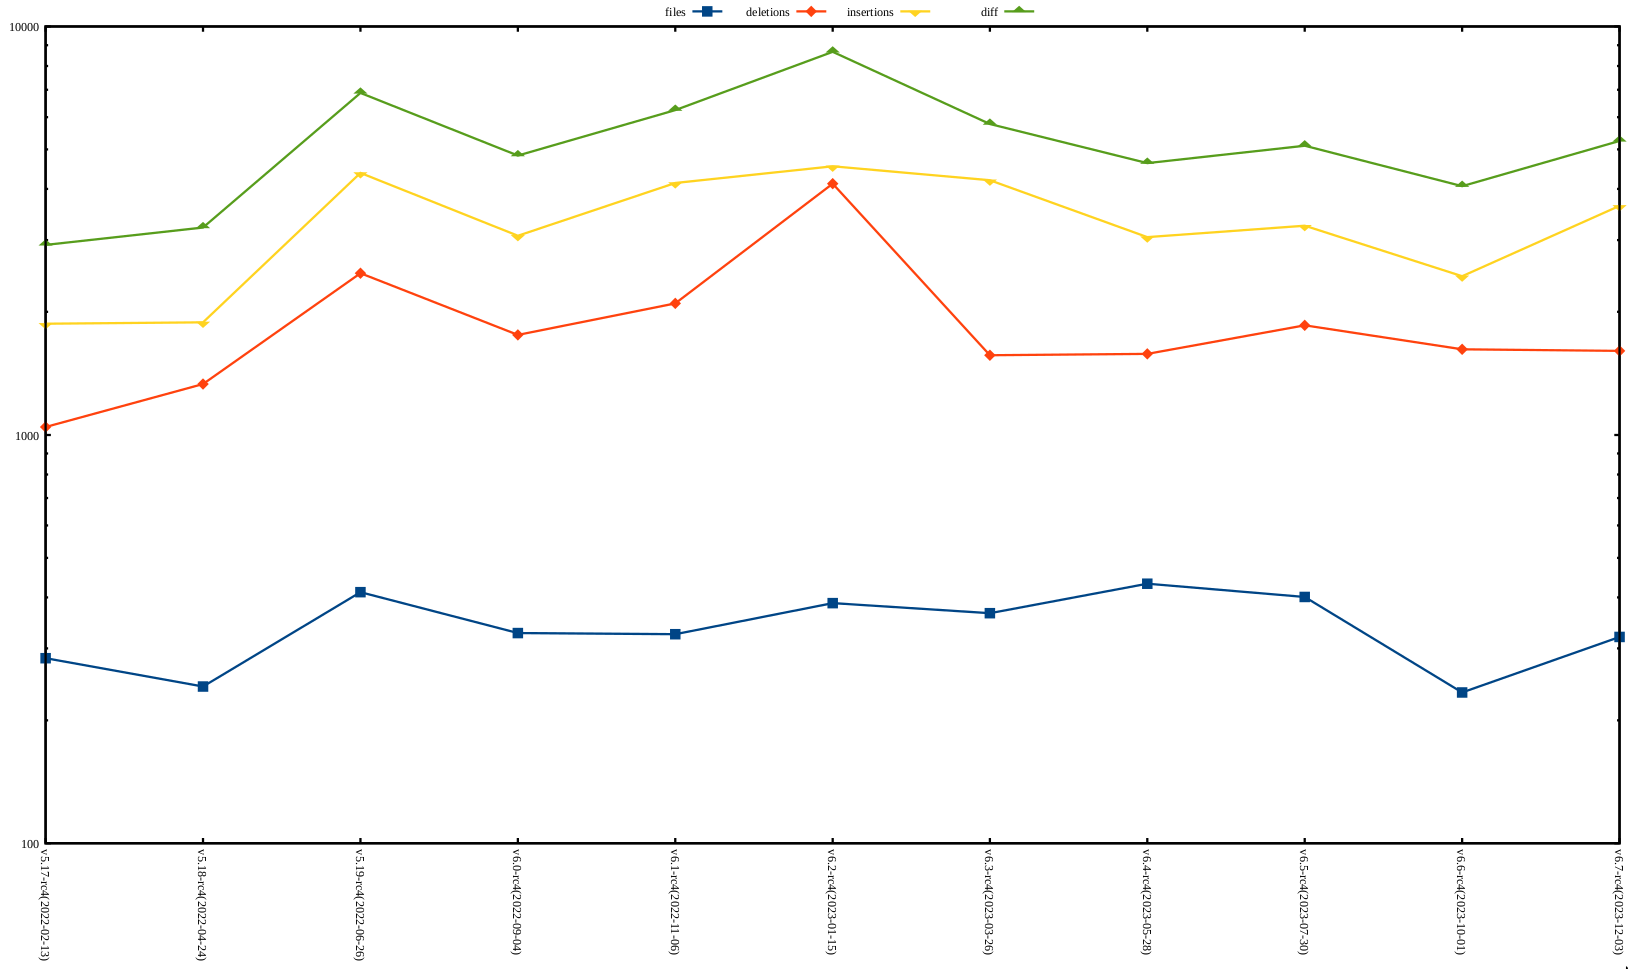 files deletions insertions diff
10000
1000
100
v5.17-rc4(2022-02-13)
v5.18-rc4(2022-04-24)
v5.19-rc4(2022-06-26)
v6.0-rc4(2022-09-04)
v6.1-rc4(2022-11-06)
v6.2-rc4(2023-01-15)
v6.3-rc4(2023-03-26)
v6.4-rc4(2023-05-28)
v6.5-rc4(2023-07-30)
v6.6-rc4(2023-10-01)
v6.7-rc4(2023-12-03)